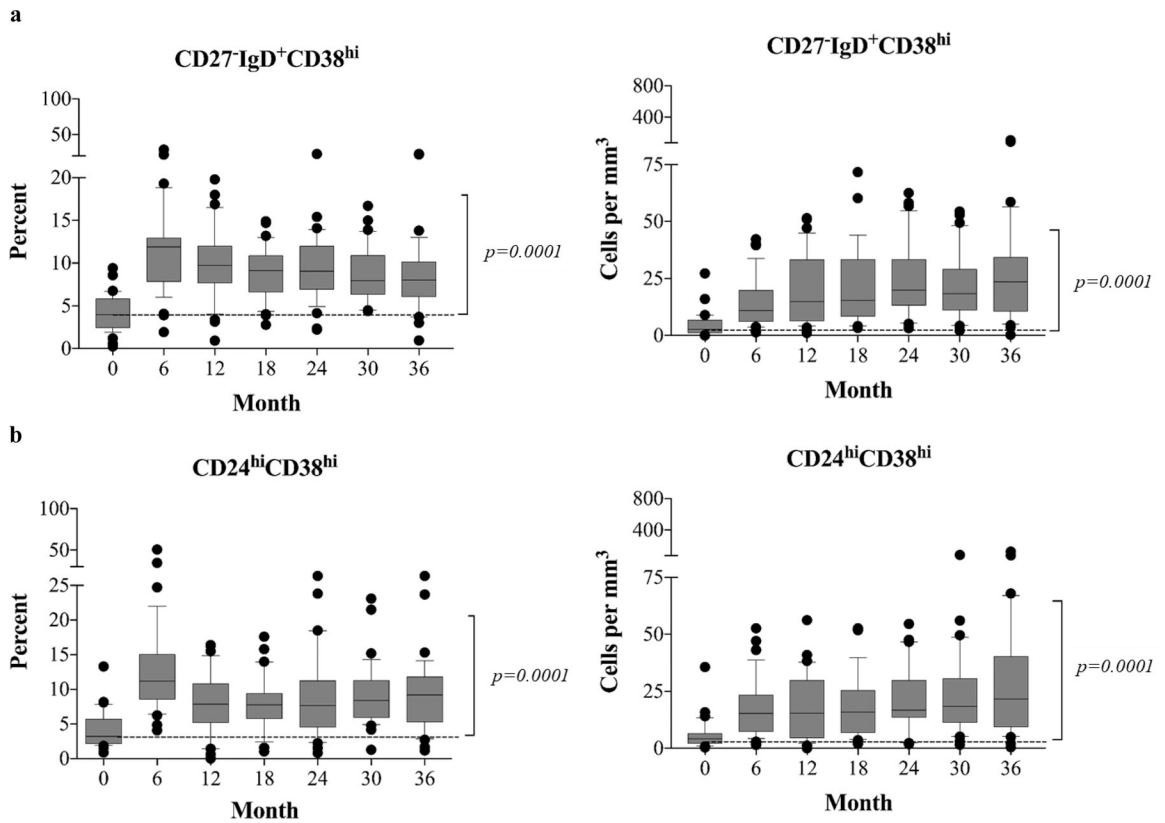 a
CD27⁻IgD⁺CD38ʰⁱ
100
50
20
15
10
5
0
Percent
0 6 12 18 24 30 36
Month
p=0.0001
CD27⁻IgD⁺CD38ʰⁱ
800
400
75
50
25
0
Cells per mm³
0 6 12 18 24 30 36
Month
p=0.0001
b
CD24ʰⁱCD38ʰⁱ
100
50
25
20
15
10
5
0
Percent
0 6 12 18 24 30 36
Month
p=0.0001
CD24ʰⁱCD38ʰⁱ
800
400
75
50
25
0
Cells per mm³
0 6 12 18 24 30 36
Month
p=0.0001